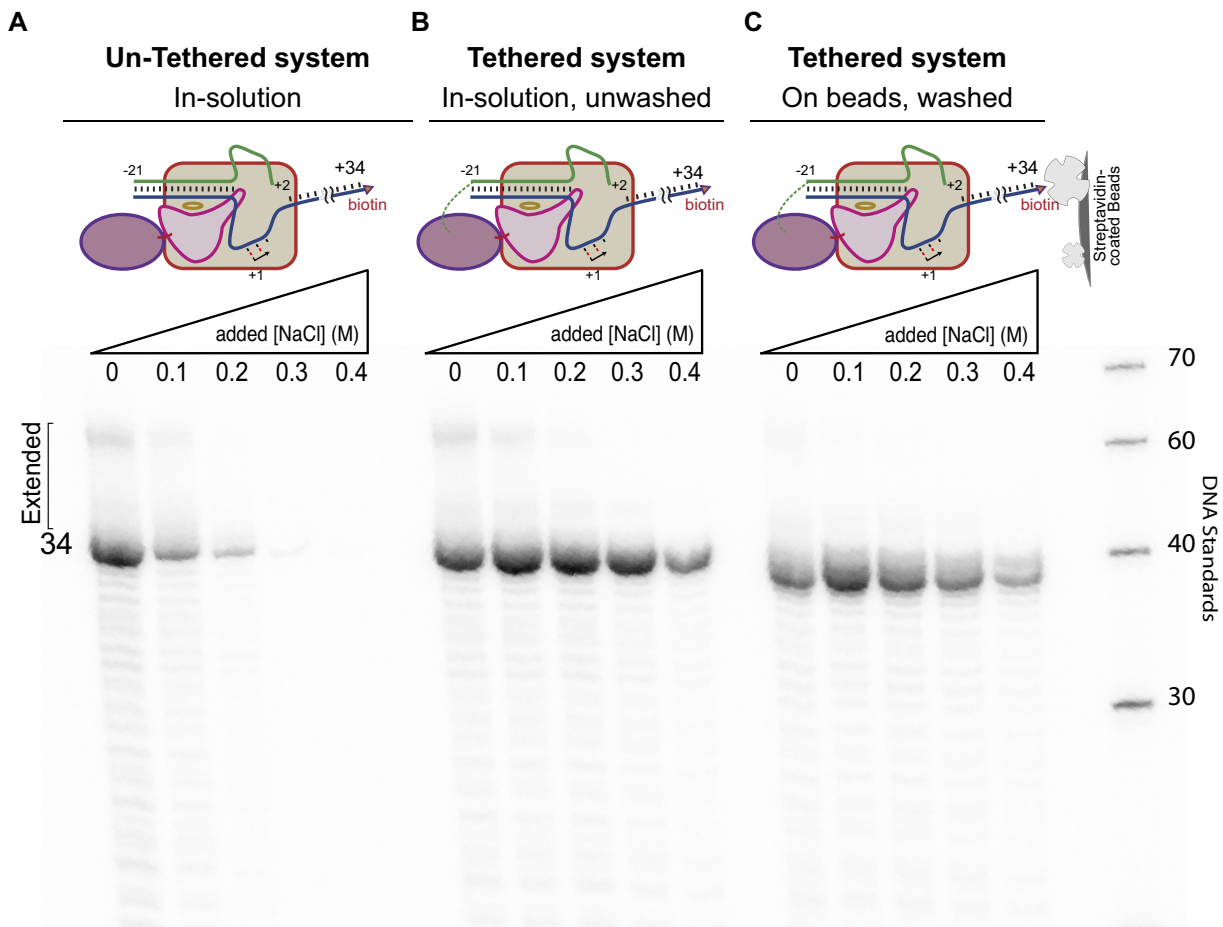 A
Un-Tethered system
In-solution
-21
+2
+34
biotin
+1
added [NaCl] (M)
0 0.1 0.2 0.3 0.4
B
Tethered system
In-solution, unwashed
-21
+2
+34
biotin
+1
added [NaCl] (M)
0 0.1 0.2 0.3 0.4
C
Tethered system
On beads, washed
-21
+2
+34
biotin
+1
Streptavidin-
coated Beads
added [NaCl] (M)
0 0.1 0.2 0.3 0.4
Extended
34
70
60
40
30
DNA Standards